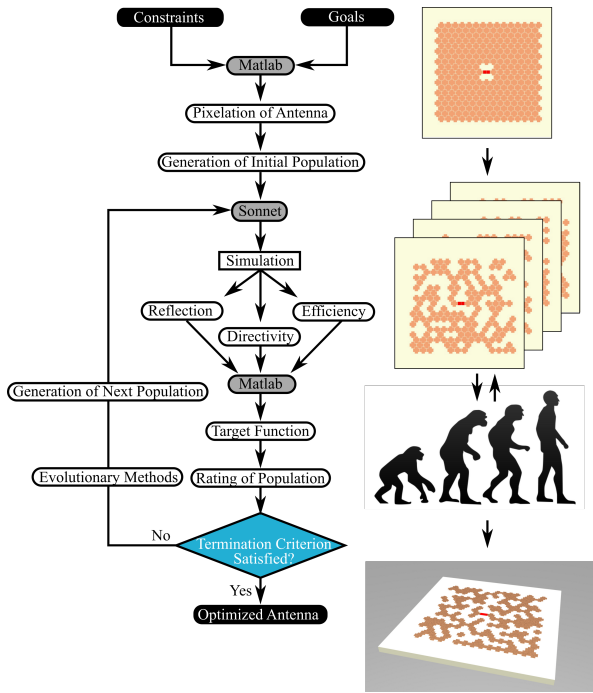 Constraints
Goals
Matlab
Pixelation of Antenna
Generation of Initial Population
Sonnet
Simulation
Reflection
Efficiency
Directivity
Matlab
Generation of Next Population
Target Function
Evolutionary Methods
Rating of Population
No
Termination Criterion
Satisfied?
Yes
Optimized Antenna